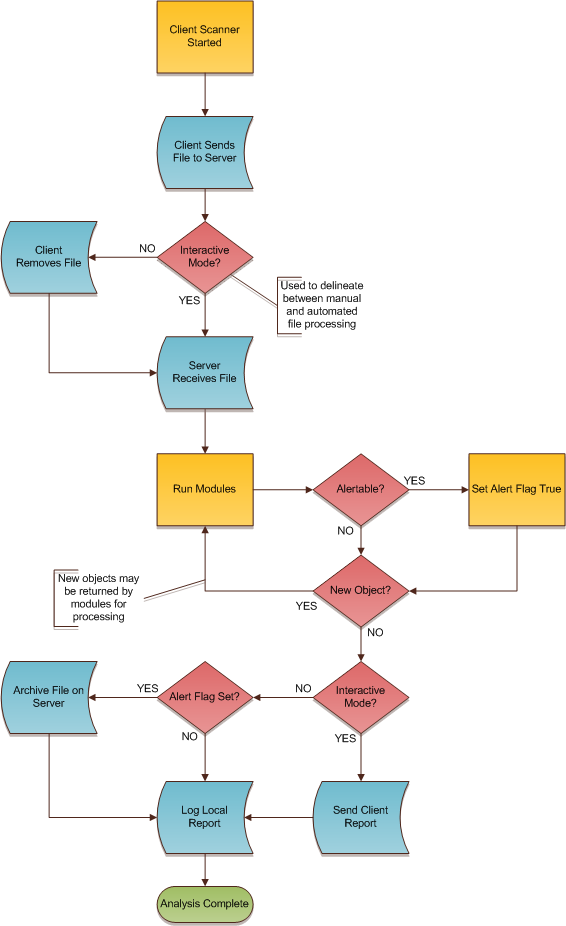 Client Scanner
Started
Client Sends
File to Server
Client
Removes File
NO
Interactive
Mode?
YES
Used to delineate
between manual
and automated
file processing
Server
Receives File
Run Modules
Alertable?
YES
Set Alert Flag True
NO
New objects may
be returned by
modules for
processing
YES
New Object?
NO
Archive File on
Server
YES
Alert Flag Set?
NO
Interactive
Mode?
NO
YES
Log Local
Report
Send Client
Report
Analysis Complete